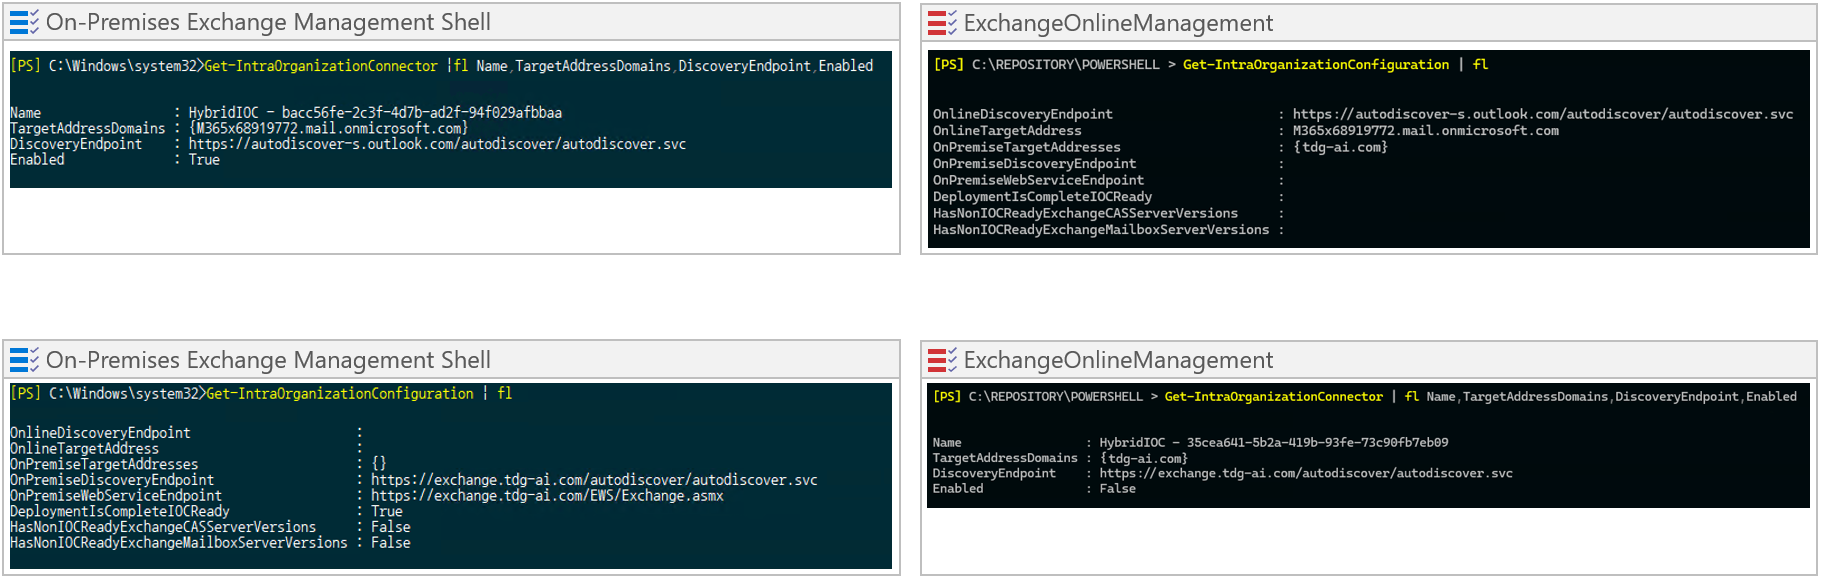 On-Premises Exchange Management Shell
[PS] C:\Windows\system32>Get-IntraOrganizationConnector |fl Name,TargetAddressDomains,DiscoveryEndpoint,Enabled
Name : HybridIOC - bacc56fe-2c3f-4d7b-ad2f-94f029afbbaa
TargetAddressDomains : {M365x68919772.mail.onmicrosoft.com}
DiscoveryEndpoint : https://autodiscover-s.outlook.com/autodiscover/autodiscover.svc
Enabled : True
ExchangeOnlineManagement
[PS] C:\REPOSITORY\POWERSHELL > Get-IntraOrganizationConfiguration | fl
OnlineDiscoveryEndpoint : https://autodiscover-s.outlook.com/autodiscover/autodiscover.svc
OnlineTargetAddress : M365x68919772.mail.onmicrosoft.com
OnPremiseTargetAddresses : {tdg-ai.com}
OnPremiseDiscoveryEndpoint :
OnPremiseWebServiceEndpoint :
DeploymentIsCompleteIOCReady :
HasNonIOCReadyExchangeCASServerVersions :
HasNonIOCReadyExchangeMailboxServerVersions :
On-Premises Exchange Management Shell
[PS] C:\Windows\system32>Get-IntraOrganizationConfiguration | fl
OnlineDiscoveryEndpoint :
OnlineTargetAddress :
OnPremiseTargetAddresses : {}
OnPremiseDiscoveryEndpoint : https://exchange.tdg-ai.com/autodiscover/autodiscover.svc
OnPremiseWebServiceEndpoint : https://exchange.tdg-ai.com/EWS/Exchange.asmx
DeploymentIsCompleteIOCReady : True
HasNonIOCReadyExchangeCASServerVersions : False
HasNonIOCReadyExchangeMailboxServerVersions : False
ExchangeOnlineManagement
[PS] C:\REPOSITORY\POWERSHELL > Get-IntraOrganizationConnector | fl Name,TargetAddressDomains,DiscoveryEndpoint,Enabled
Name : HybridIOC - 35cea641-5b2a-419b-93fe-73c90fb7eb09
TargetAddressDomains : {tdg-ai.com}
DiscoveryEndpoint : https://exchange.tdg-ai.com/autodiscover/autodiscover.svc
Enabled : False